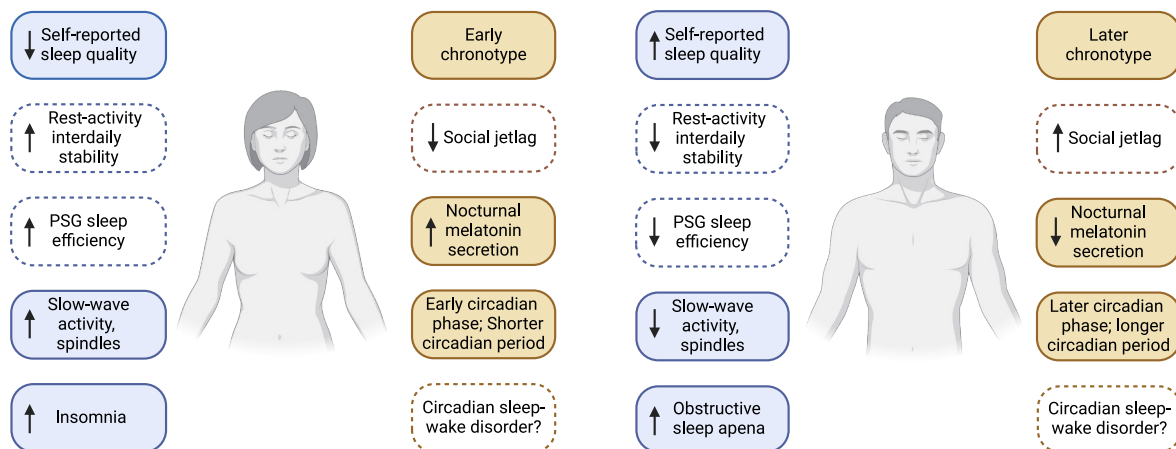 Self-reported
sleep quality
Rest-activity
interdaily
stability
PSG sleep
efficiency
Slow-wave
activity,
spindles
Insomnia
Early
chronotype
Social jetlag
Nocturnal
melatonin
secretion
Early circadian
phase; Shorter
circadian period
Circadian sleep-
wake disorder?
Self-reported
sleep quality
Rest-activity
interdaily
stability
PSG sleep
efficiency
Slow-wave
activity,
spindles
Obstructive
sleep apena
Later
chronotype
Social jetlag
Nocturnal
melatonin
secretion
Later circadian
phase; longer
circadian period
Circadian sleep-
wake disorder?